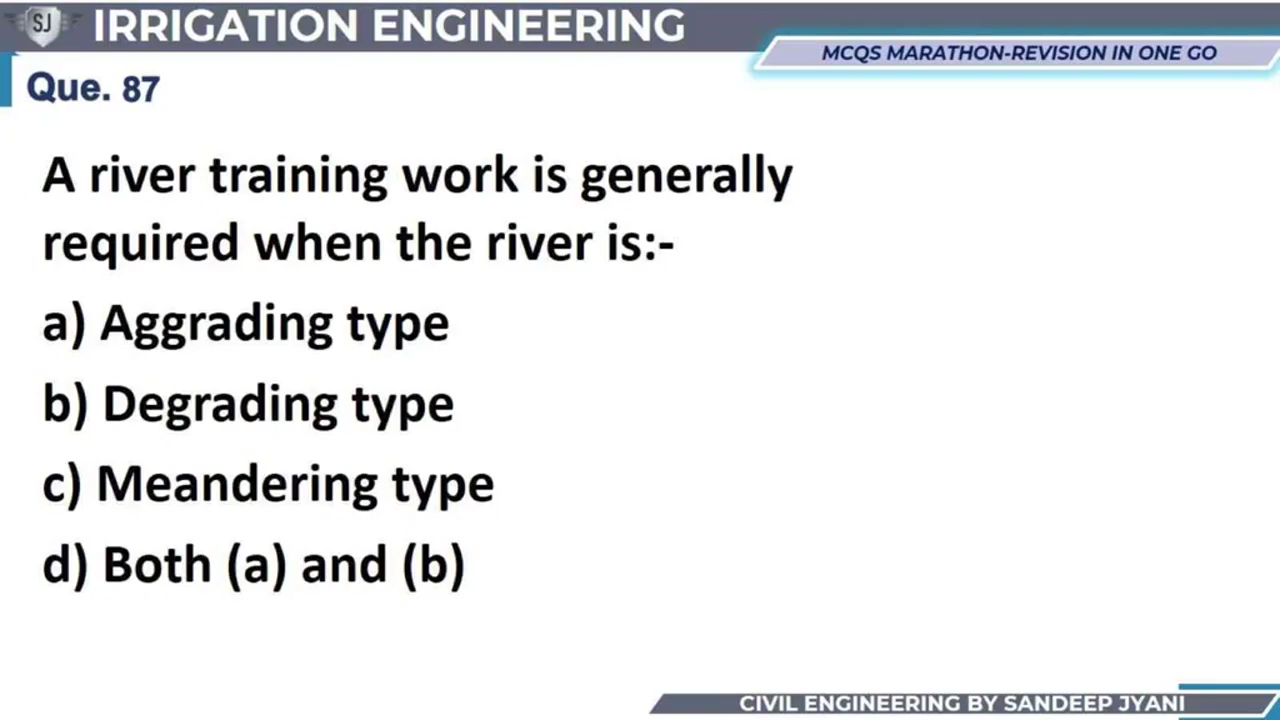 SJ
IRRIGATION ENGINEERING
MCQS MARATHON-REVISION IN ONE GO
Que. 87
A river training work is generally
required when the river is:-
a) Aggrading type
b) Degrading type
c) Meandering type
d) Both (a) and (b)
CIVIL ENGINEERING BY SANDEEP JYANI